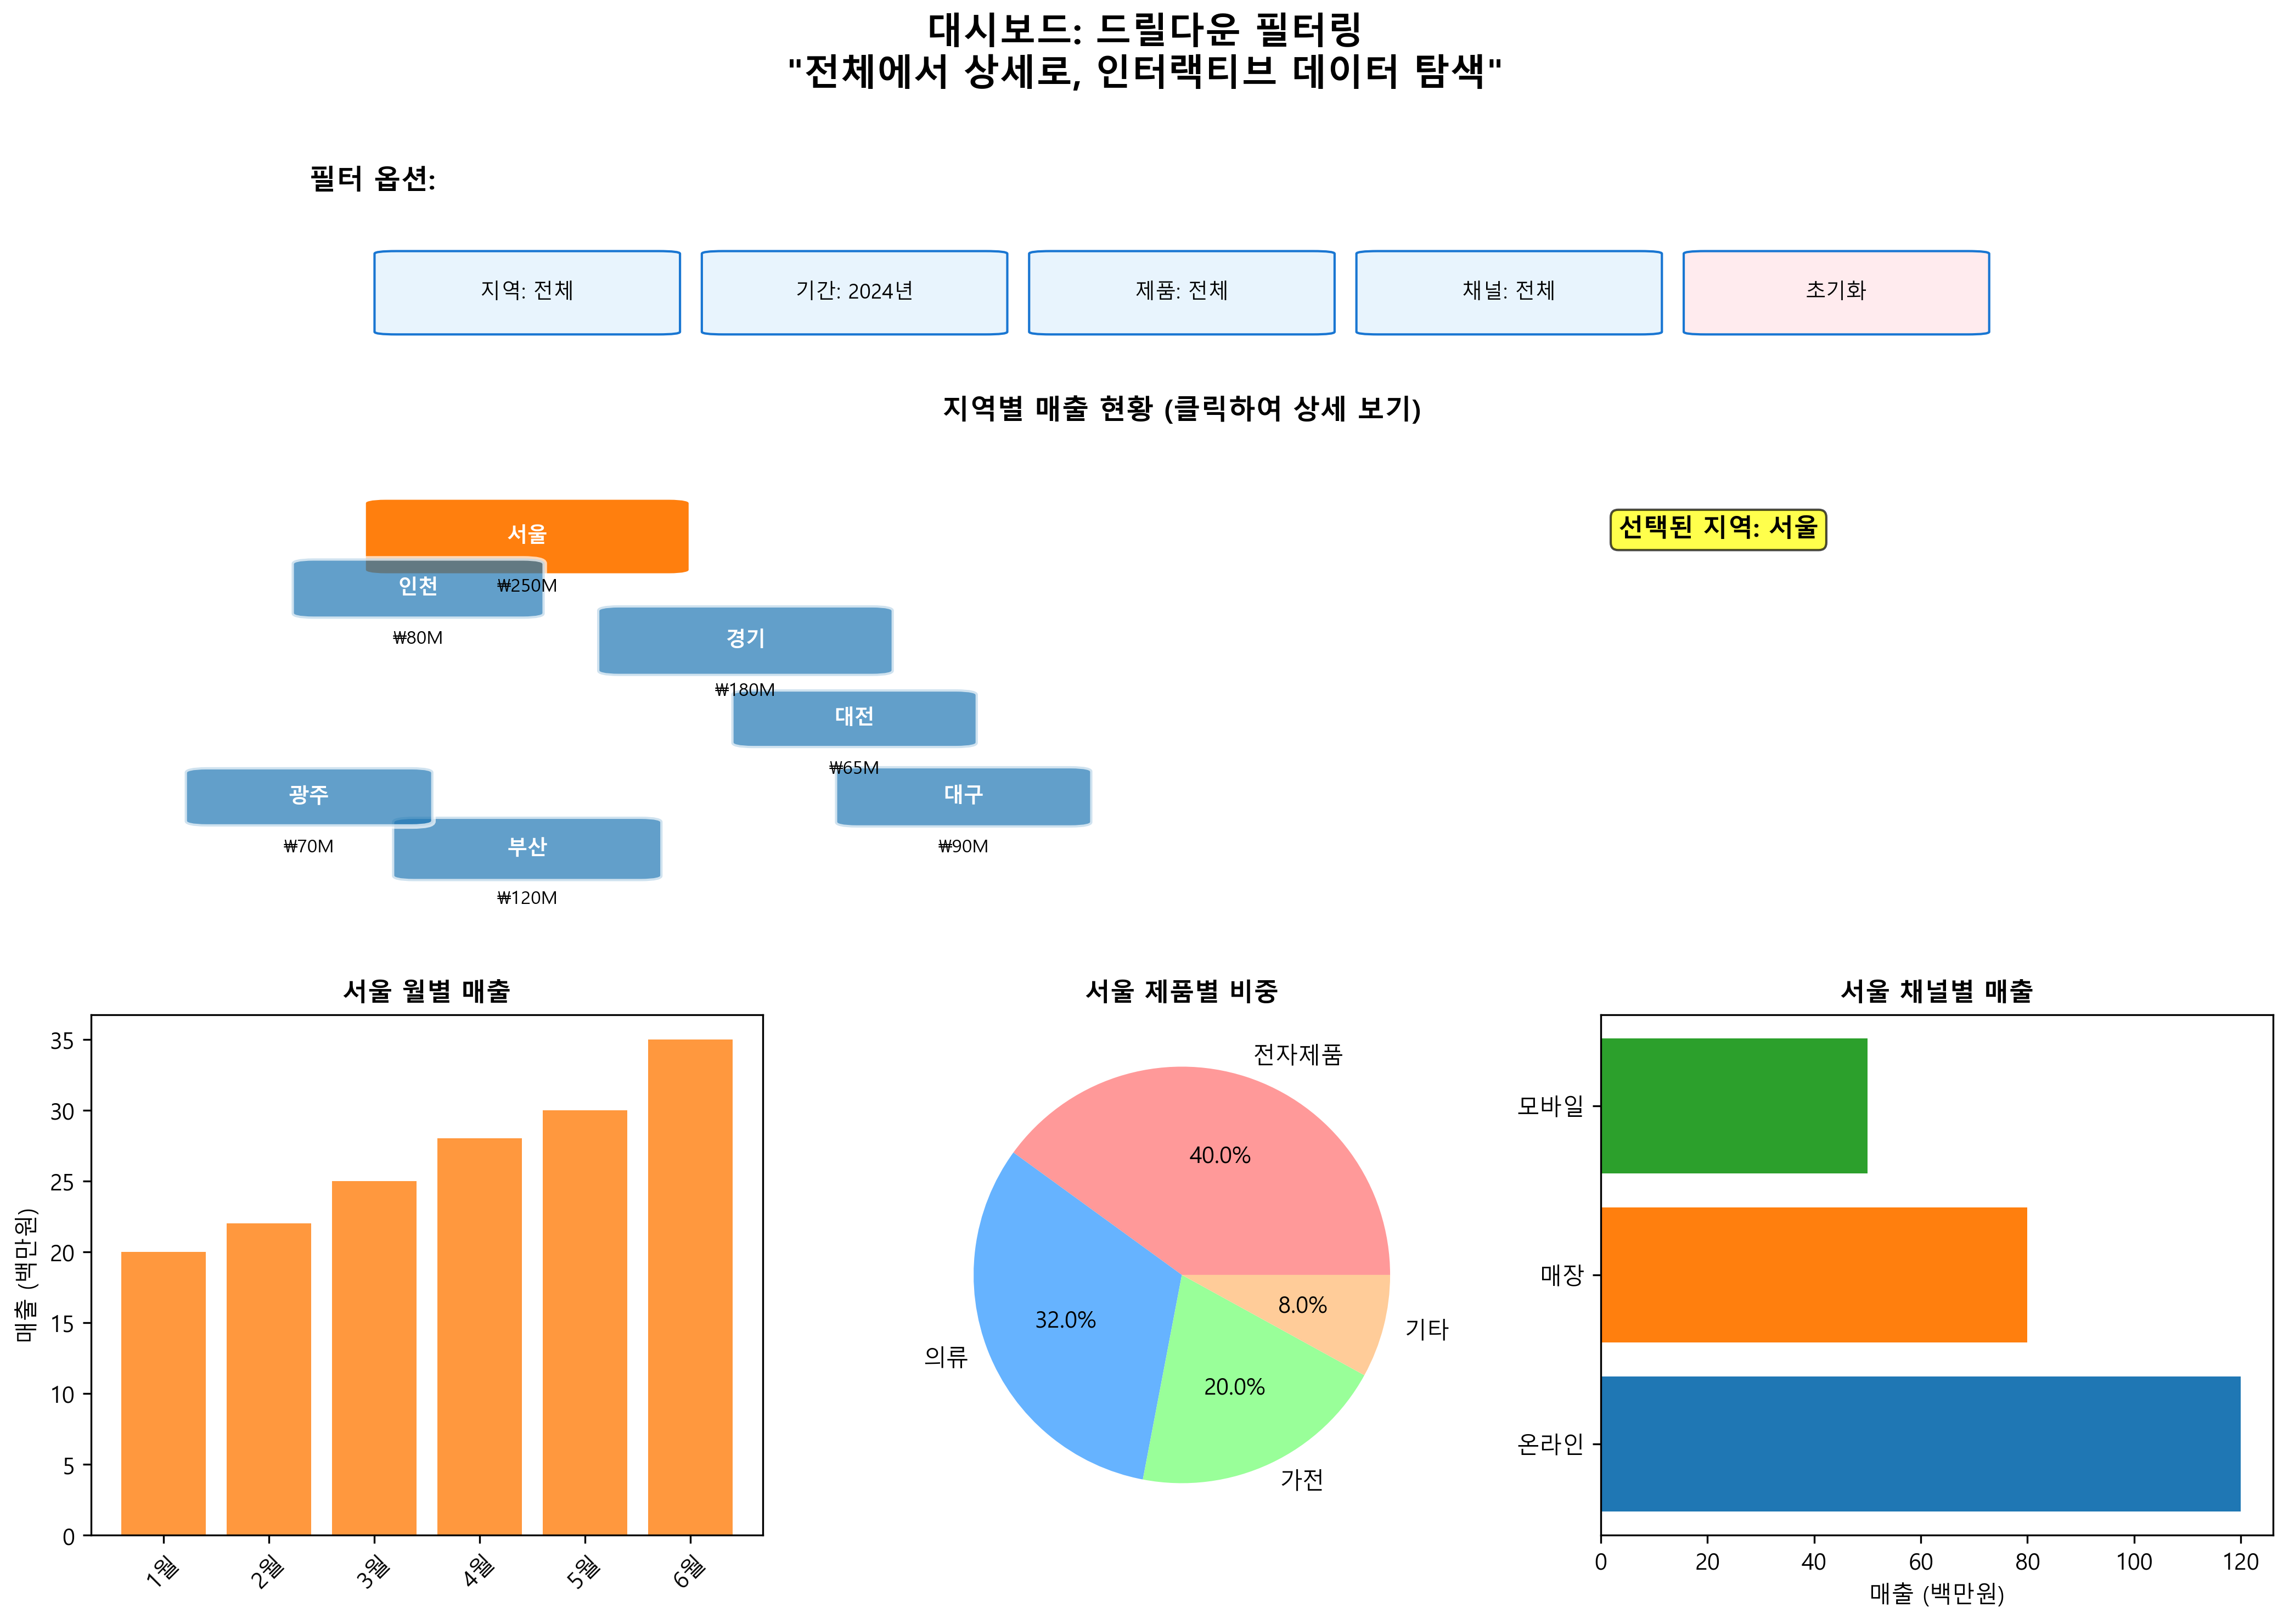 대시보드: 드릴다운 필터링
"전체에서 상세로, 인터랙티브 데이터 탐색"
필터 옵션:
지역: 전체
기간: 2024년
제품: 전체
채널: 전체
초기화
지역별 매출 현황 (클릭하여 상세 보기)
서울
₩250M
선택된 지역: 서울
인천
₩80M
경기
₩180M
대전
₩65M
광주
₩70M
대구
₩90M
부산
₩120M
서울 월별 매출
매출 (백만원)
35
30
25
20
15
10
5
0
1월
2월
3월
4월
5월
6월
서울 제품별 비중
전자제품
40.0%
의류
32.0%
가전
20.0%
기타
8.0%
서울 채널별 매출
모바일
매장
온라인
0
20
40
60
80
100
120
매출 (백만원)